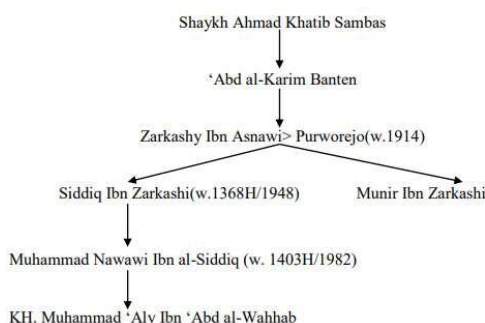 Shaykh Ahmad Khatib Sambas
‘Abd al-Karim Banten
Zarkashy Ibn Asnawi> Purworejo(w.1914)
Siddiq Ibn Zarkashi(w.1368H/1948)
Munir Ibn Zarkashi
Muhammad Nawawi Ibn al-Siddiq (w. 1403H/1982)
KH. Muhammad ‘Aly Ibn ‘Abd al-Wahhab